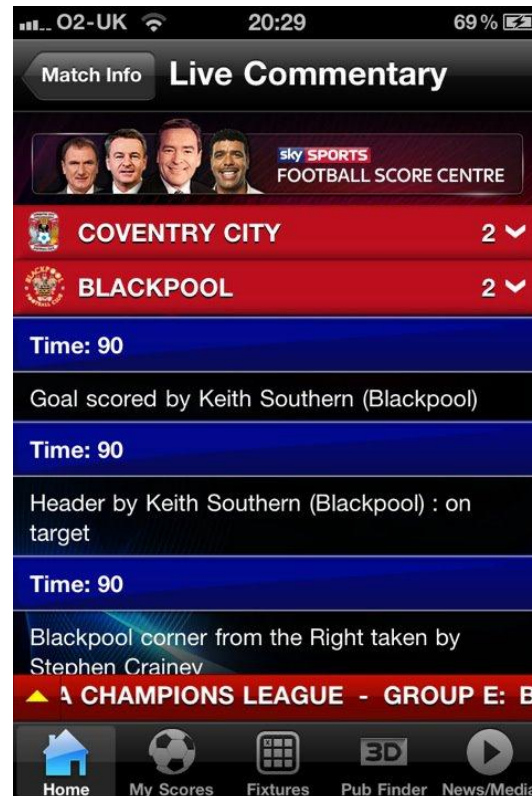 O2-UK 20:29 69%
Match Info Live Commentary
sky SPORTS
FOOTBALL SCORE CENTRE
COVENTRY CITY 2
BLACKPOOL 2
Time: 90
Goal scored by Keith Southern (Blackpool)
Time: 90
Header by Keith Southern (Blackpool) : on
target
Time: 90
Blackpool corner from the Right taken by
Stephen Crainey
A CHAMPIONS LEAGUE - GROUP E: B
3D
Home My Scores Fixtures Pub Finder News/Media